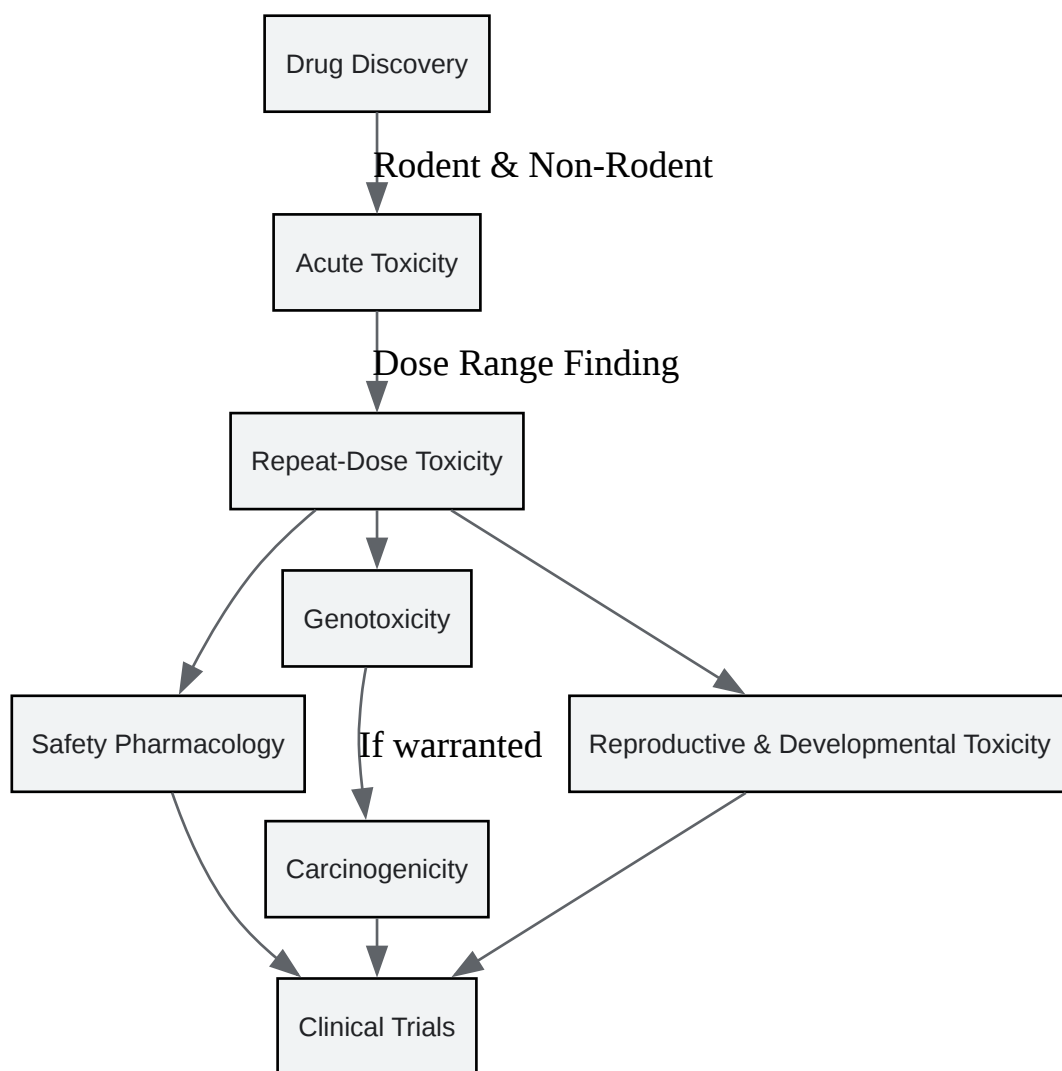 Drug Discovery
Rodent & Non-Rodent
Acute Toxicity
Dose Range Finding
Repeat-Dose Toxicity
Genotoxicity
Safety Pharmacology
If warranted
Reproductive & Developmental Toxicity
Carcinogenicity
Clinical Trials